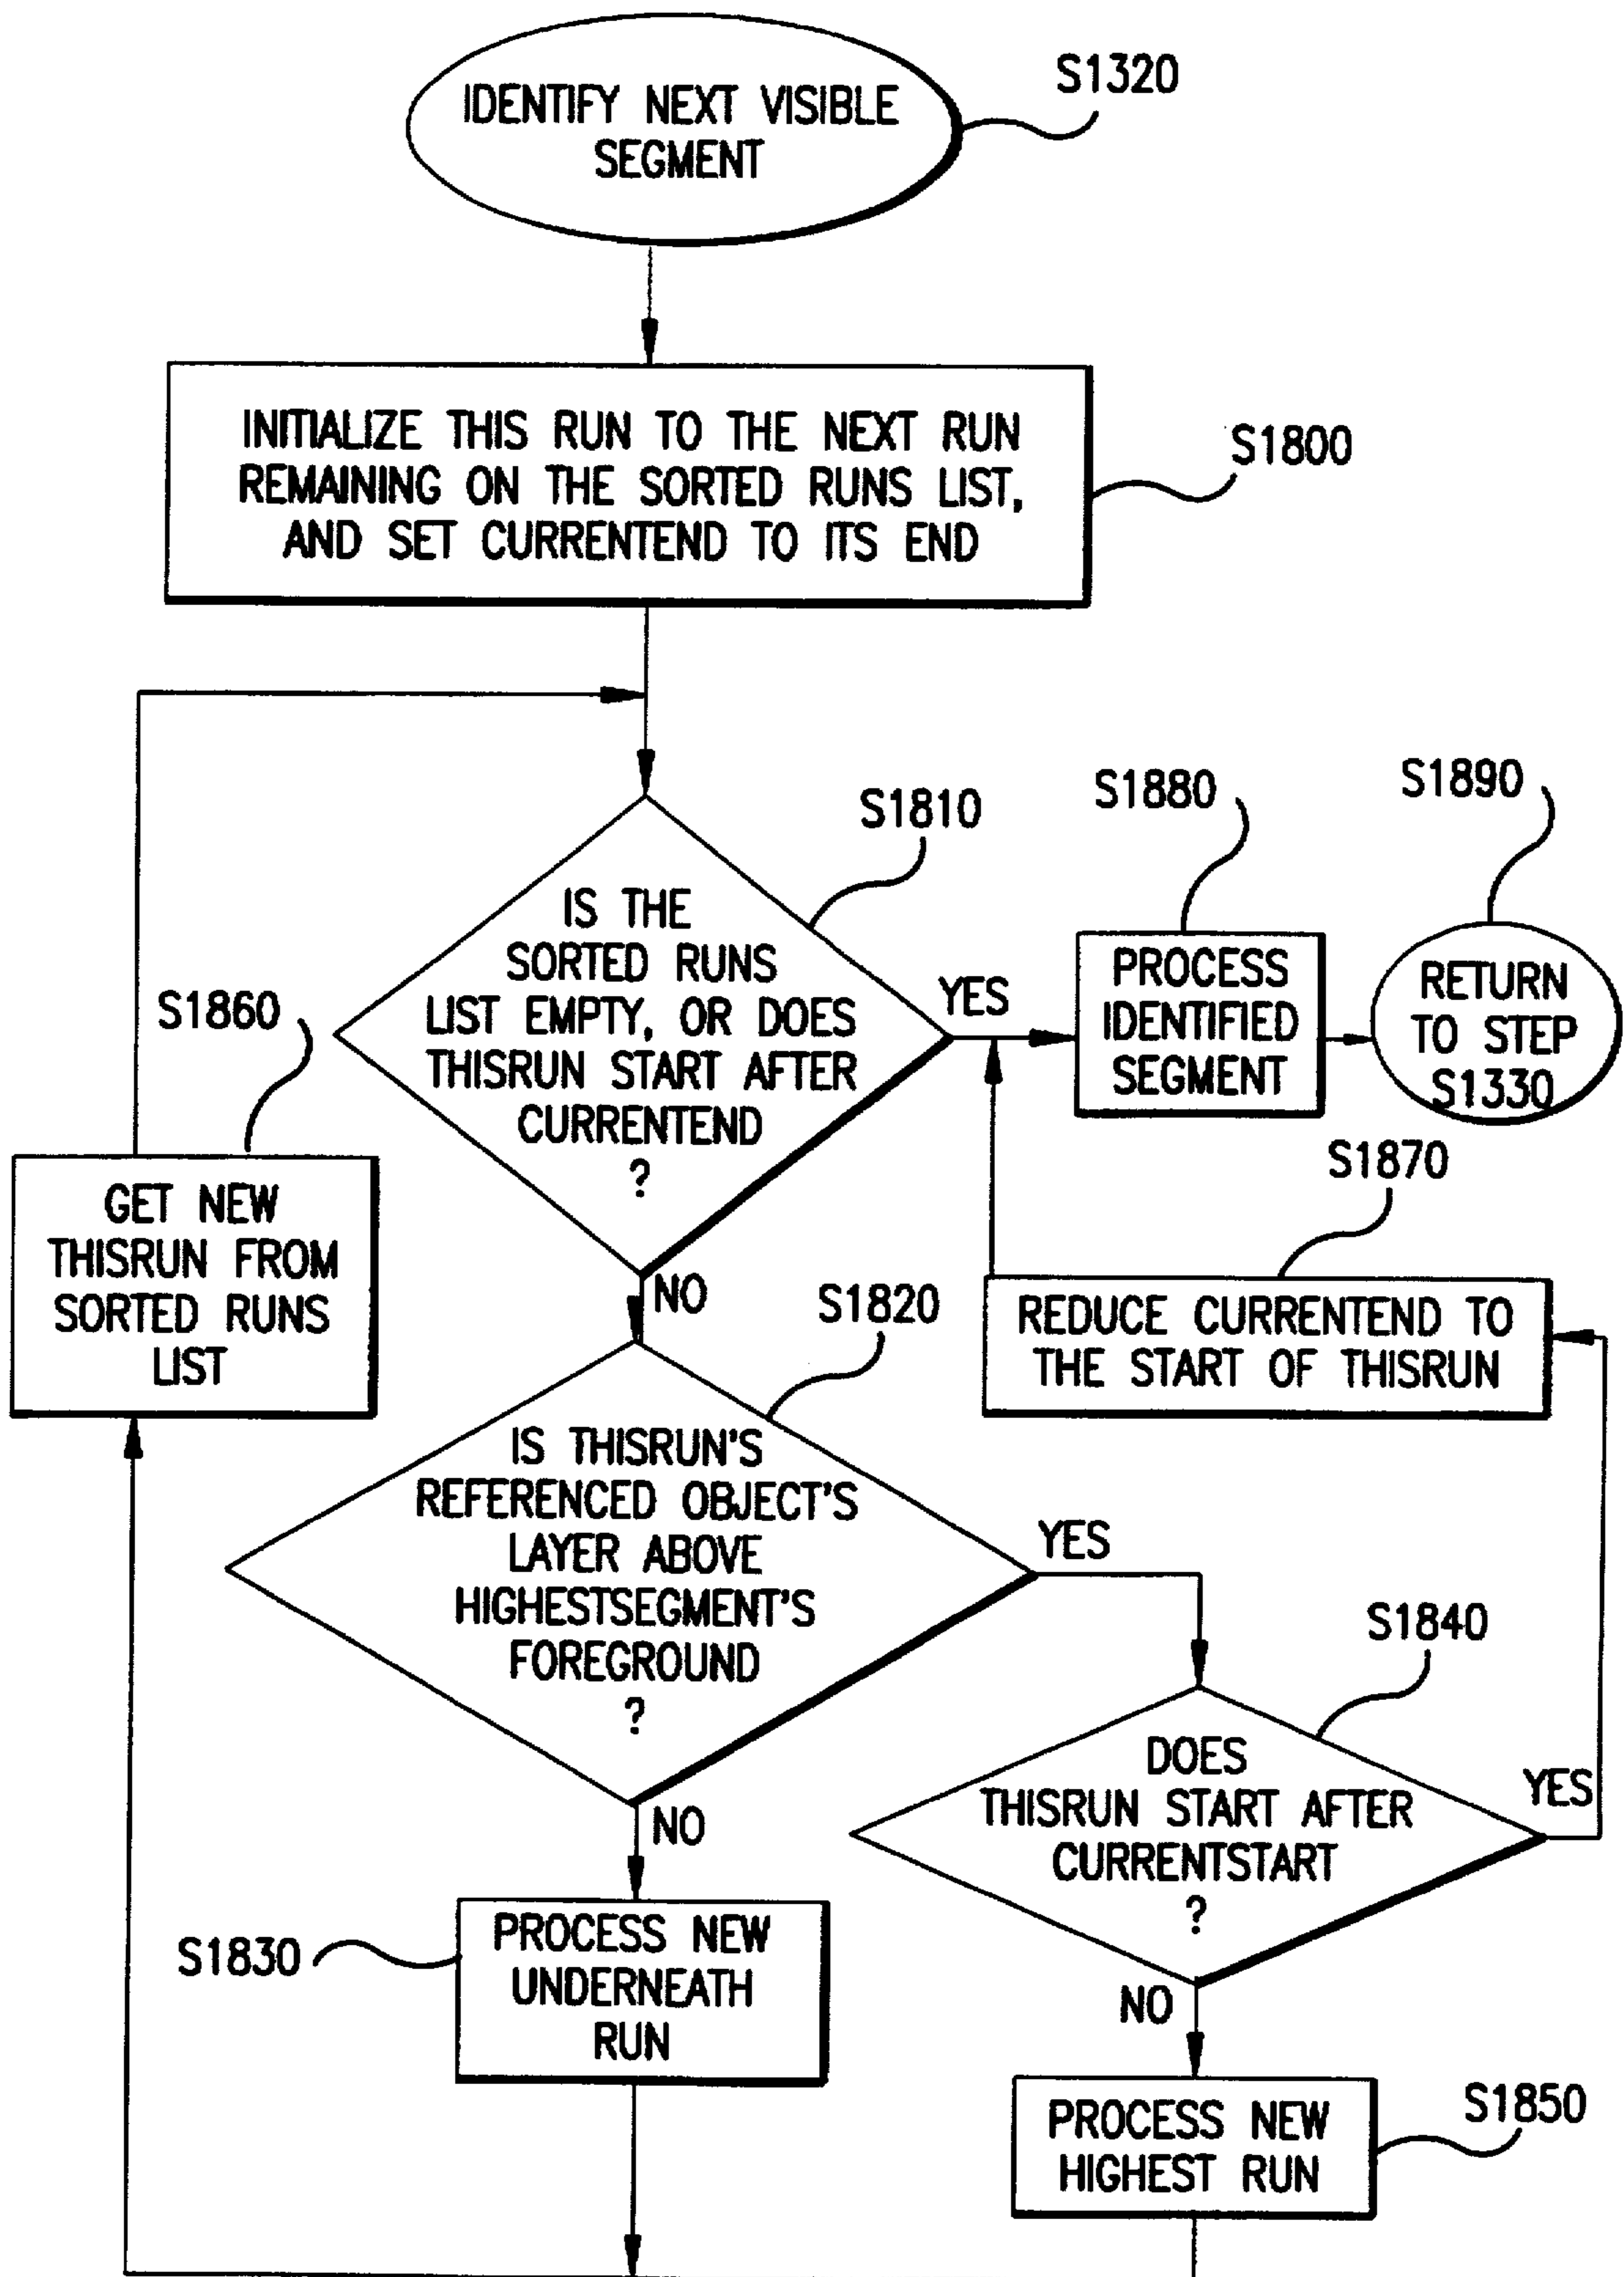 IDENTIFY NEXT VISIBLE
SEGMENT
S1320
INITIALIZE THIS RUN TO THE NEXT RUN
REMAINING ON THE SORTED RUNS LIST,
AND SET CURRENTEND TO ITS END
S1800
S1810
IS THE
SORTED RUNS
LIST EMPTY, OR DOES
THISRUN START AFTER
CURRENTEND
?
YES
S1880
PROCESS
IDENTIFIED
SEGMENT
S1890
RETURN
TO STEP
S1330
S1860
GET NEW
THISRUN FROM
SORTED RUNS
LIST
NO
S1870
REDUCE CURRENTEND TO
THE START OF THISRUN
S1820
IS THISRUN'S
REFERENCED OBJECT'S
LAYER ABOVE
HIGHESTSEGMENT'S
FOREGROUND
?
YES
S1840
DOES
THISRUN START AFTER
CURRENTSTART
?
YES
NO
S1830
PROCESS NEW
UNDERNEATH
RUN
NO
PROCESS NEW
HIGHEST RUN
S1850